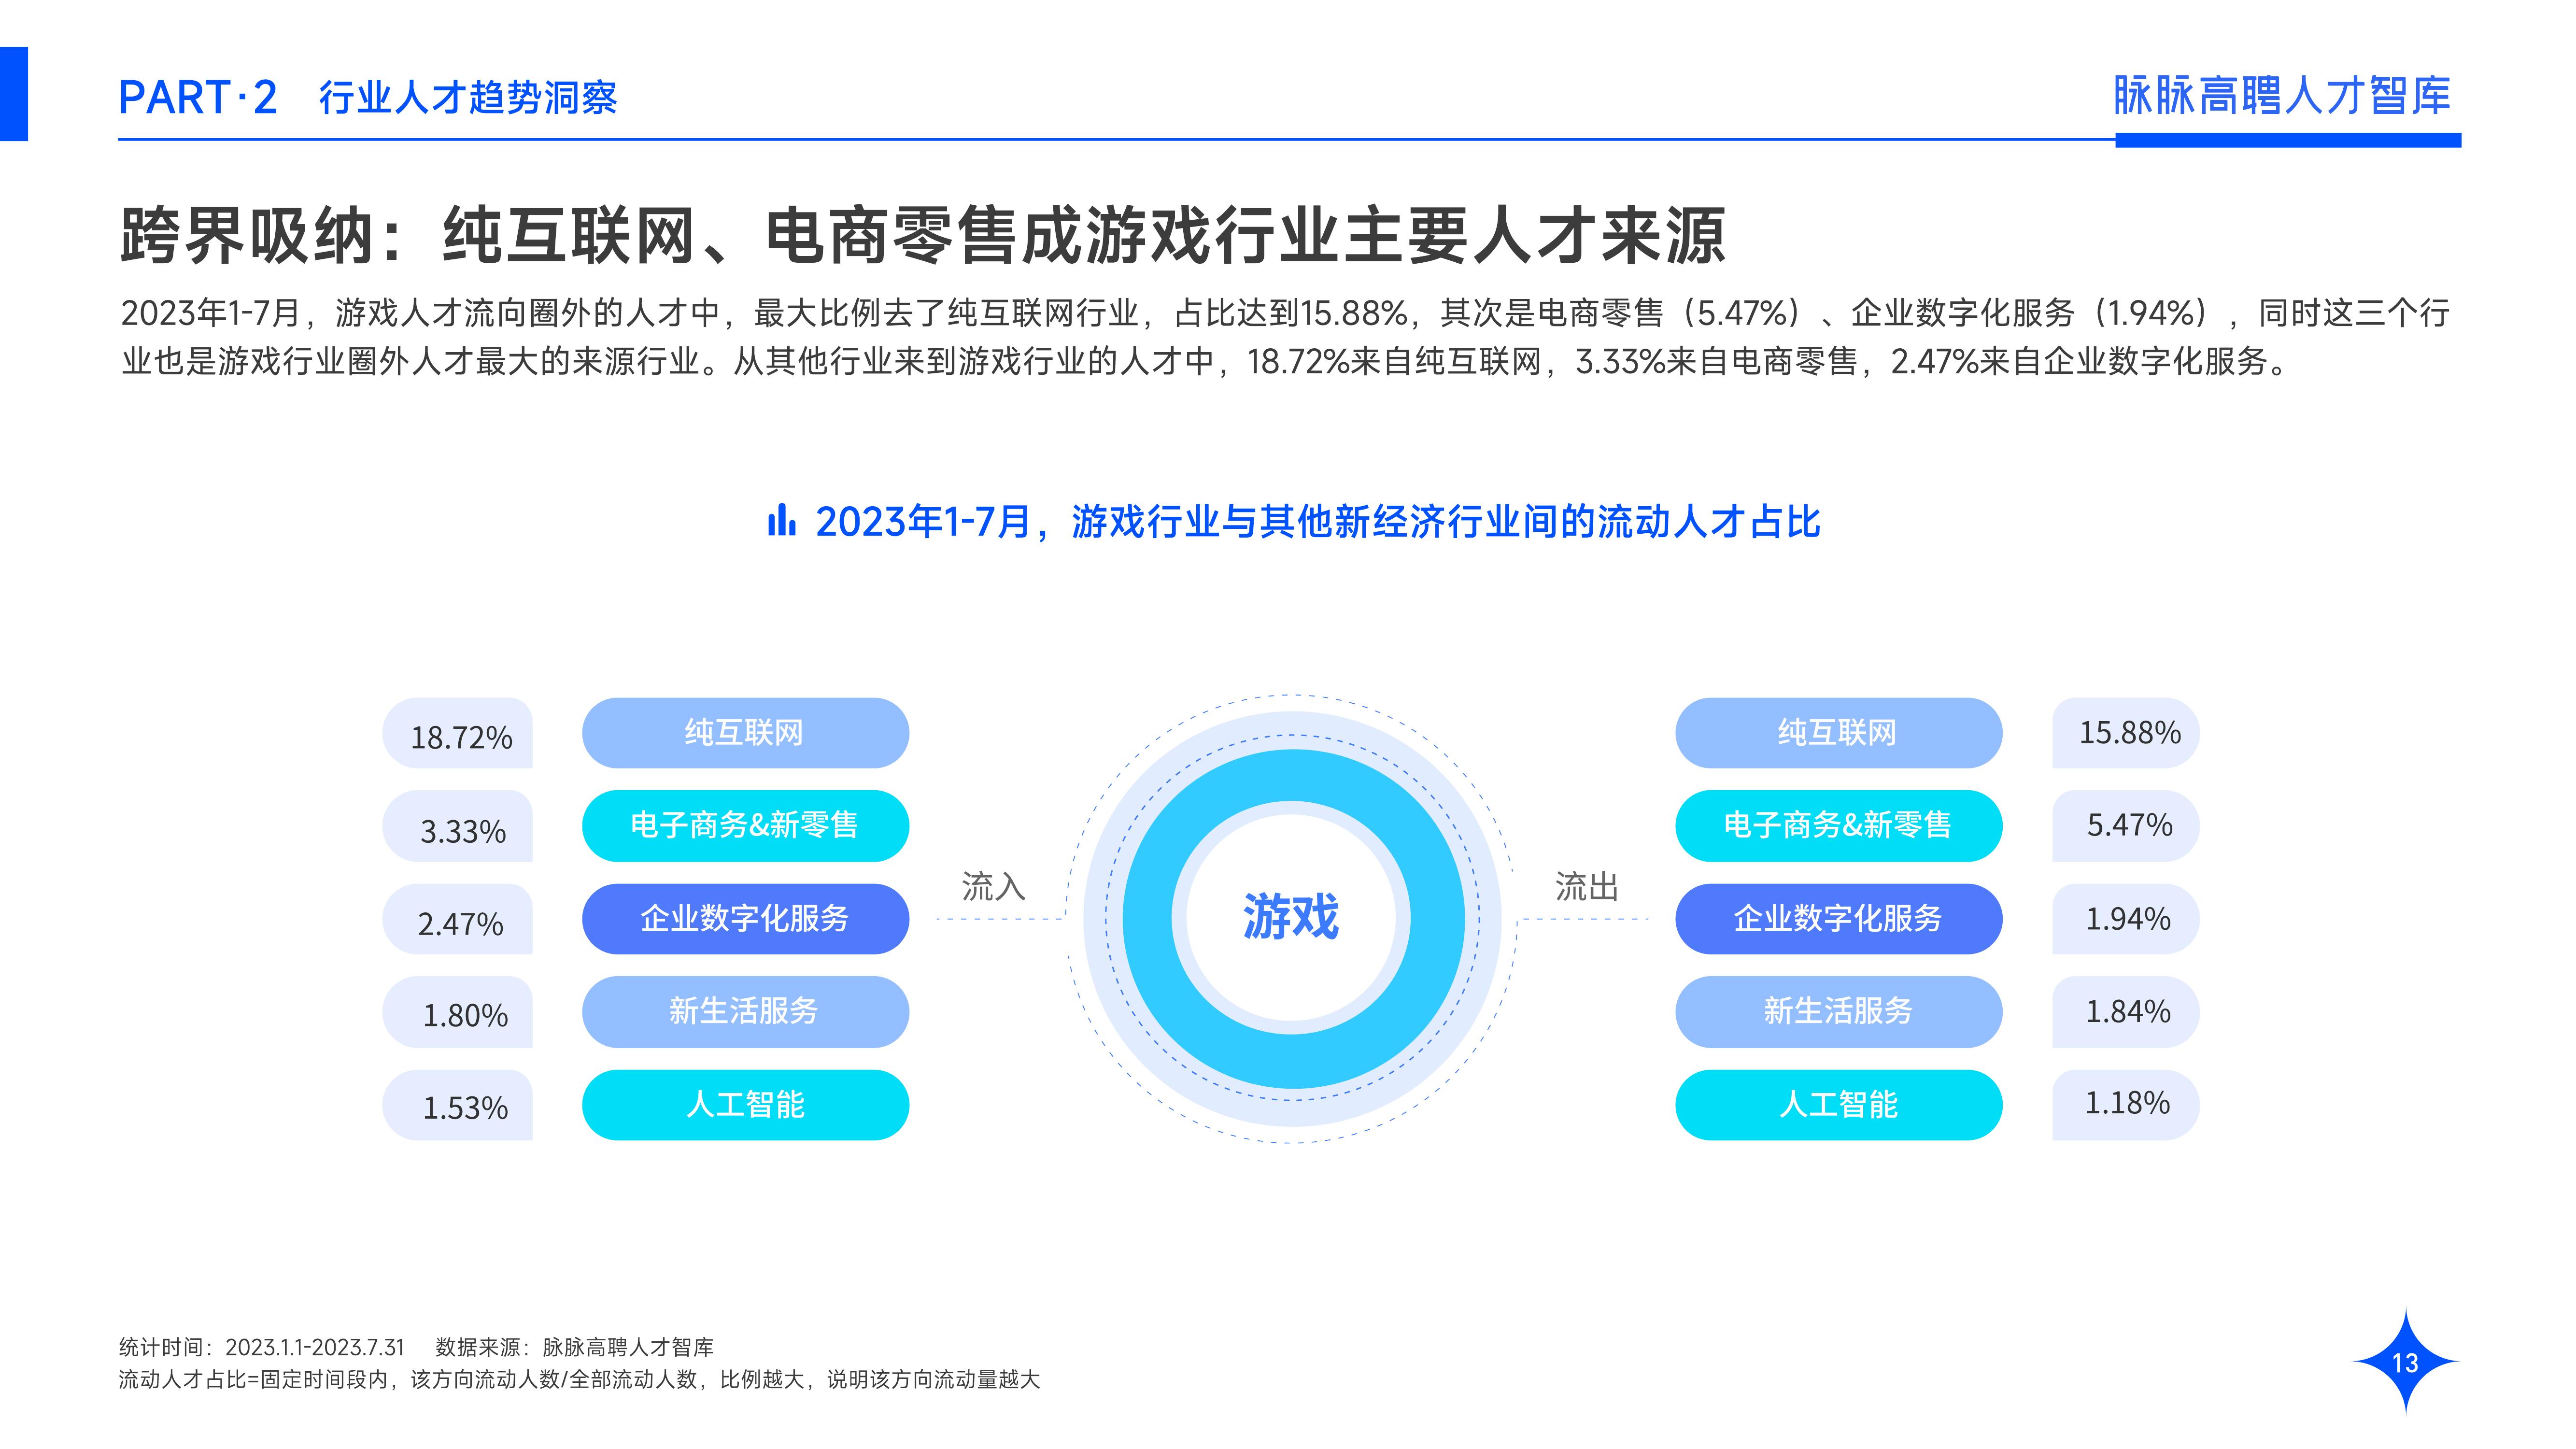 PART·2 行业人才趋势洞察
脉脉高聘人才智库
跨界吸纳：纯互联网、电商零售成游戏行业主要人才来源
2023年1-7月，游戏人才流向圈外的人才中，最大比例去了纯互联网行业，占比达到15.88%，其次是电商零售（5.47%）、企业数字化服务（1.94%），同时这三个行
业也是游戏行业圈外人才最大的来源行业。从其他行业来到游戏行业的人才中，18.72%来自纯互联网，3.33%来自电商零售，2.47%来自企业数字化服务。
2023年1-7月，游戏行业与其他新经济行业间的流动人才占比
18.72% 纯互联网
3.33% 电子商务&新零售
2.47% 企业数字化服务
1.80% 新生活服务
1.53% 人工智能
流入
游戏
流出
纯互联网 15.88%
电子商务&新零售 5.47%
企业数字化服务 1.94%
新生活服务 1.84%
人工智能 1.18%
统计时间：2023.1.1-2023.7.31 数据来源：脉脉高聘人才智库
流动人才占比=固定时间段内，该方向流动人数/全部流动人数，比例越大，说明该方向流动量越大
13